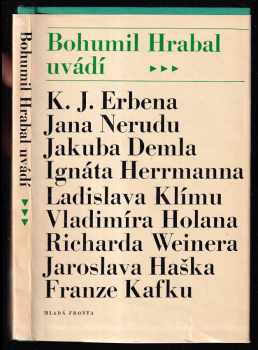 Bohumil Hrabal uvádí ▸▸▸
Bohumil Hrabal
uvádí ▸▸▸
K. J. Erbena
Jana Nerudu
Jakuba Demla
Ignáta Herrmanna
Ladislava Klímu
Vladimíra Holana
Richarda Weinera
Jaroslava Haška
Franze Kafku
MLADÁ FRONTA